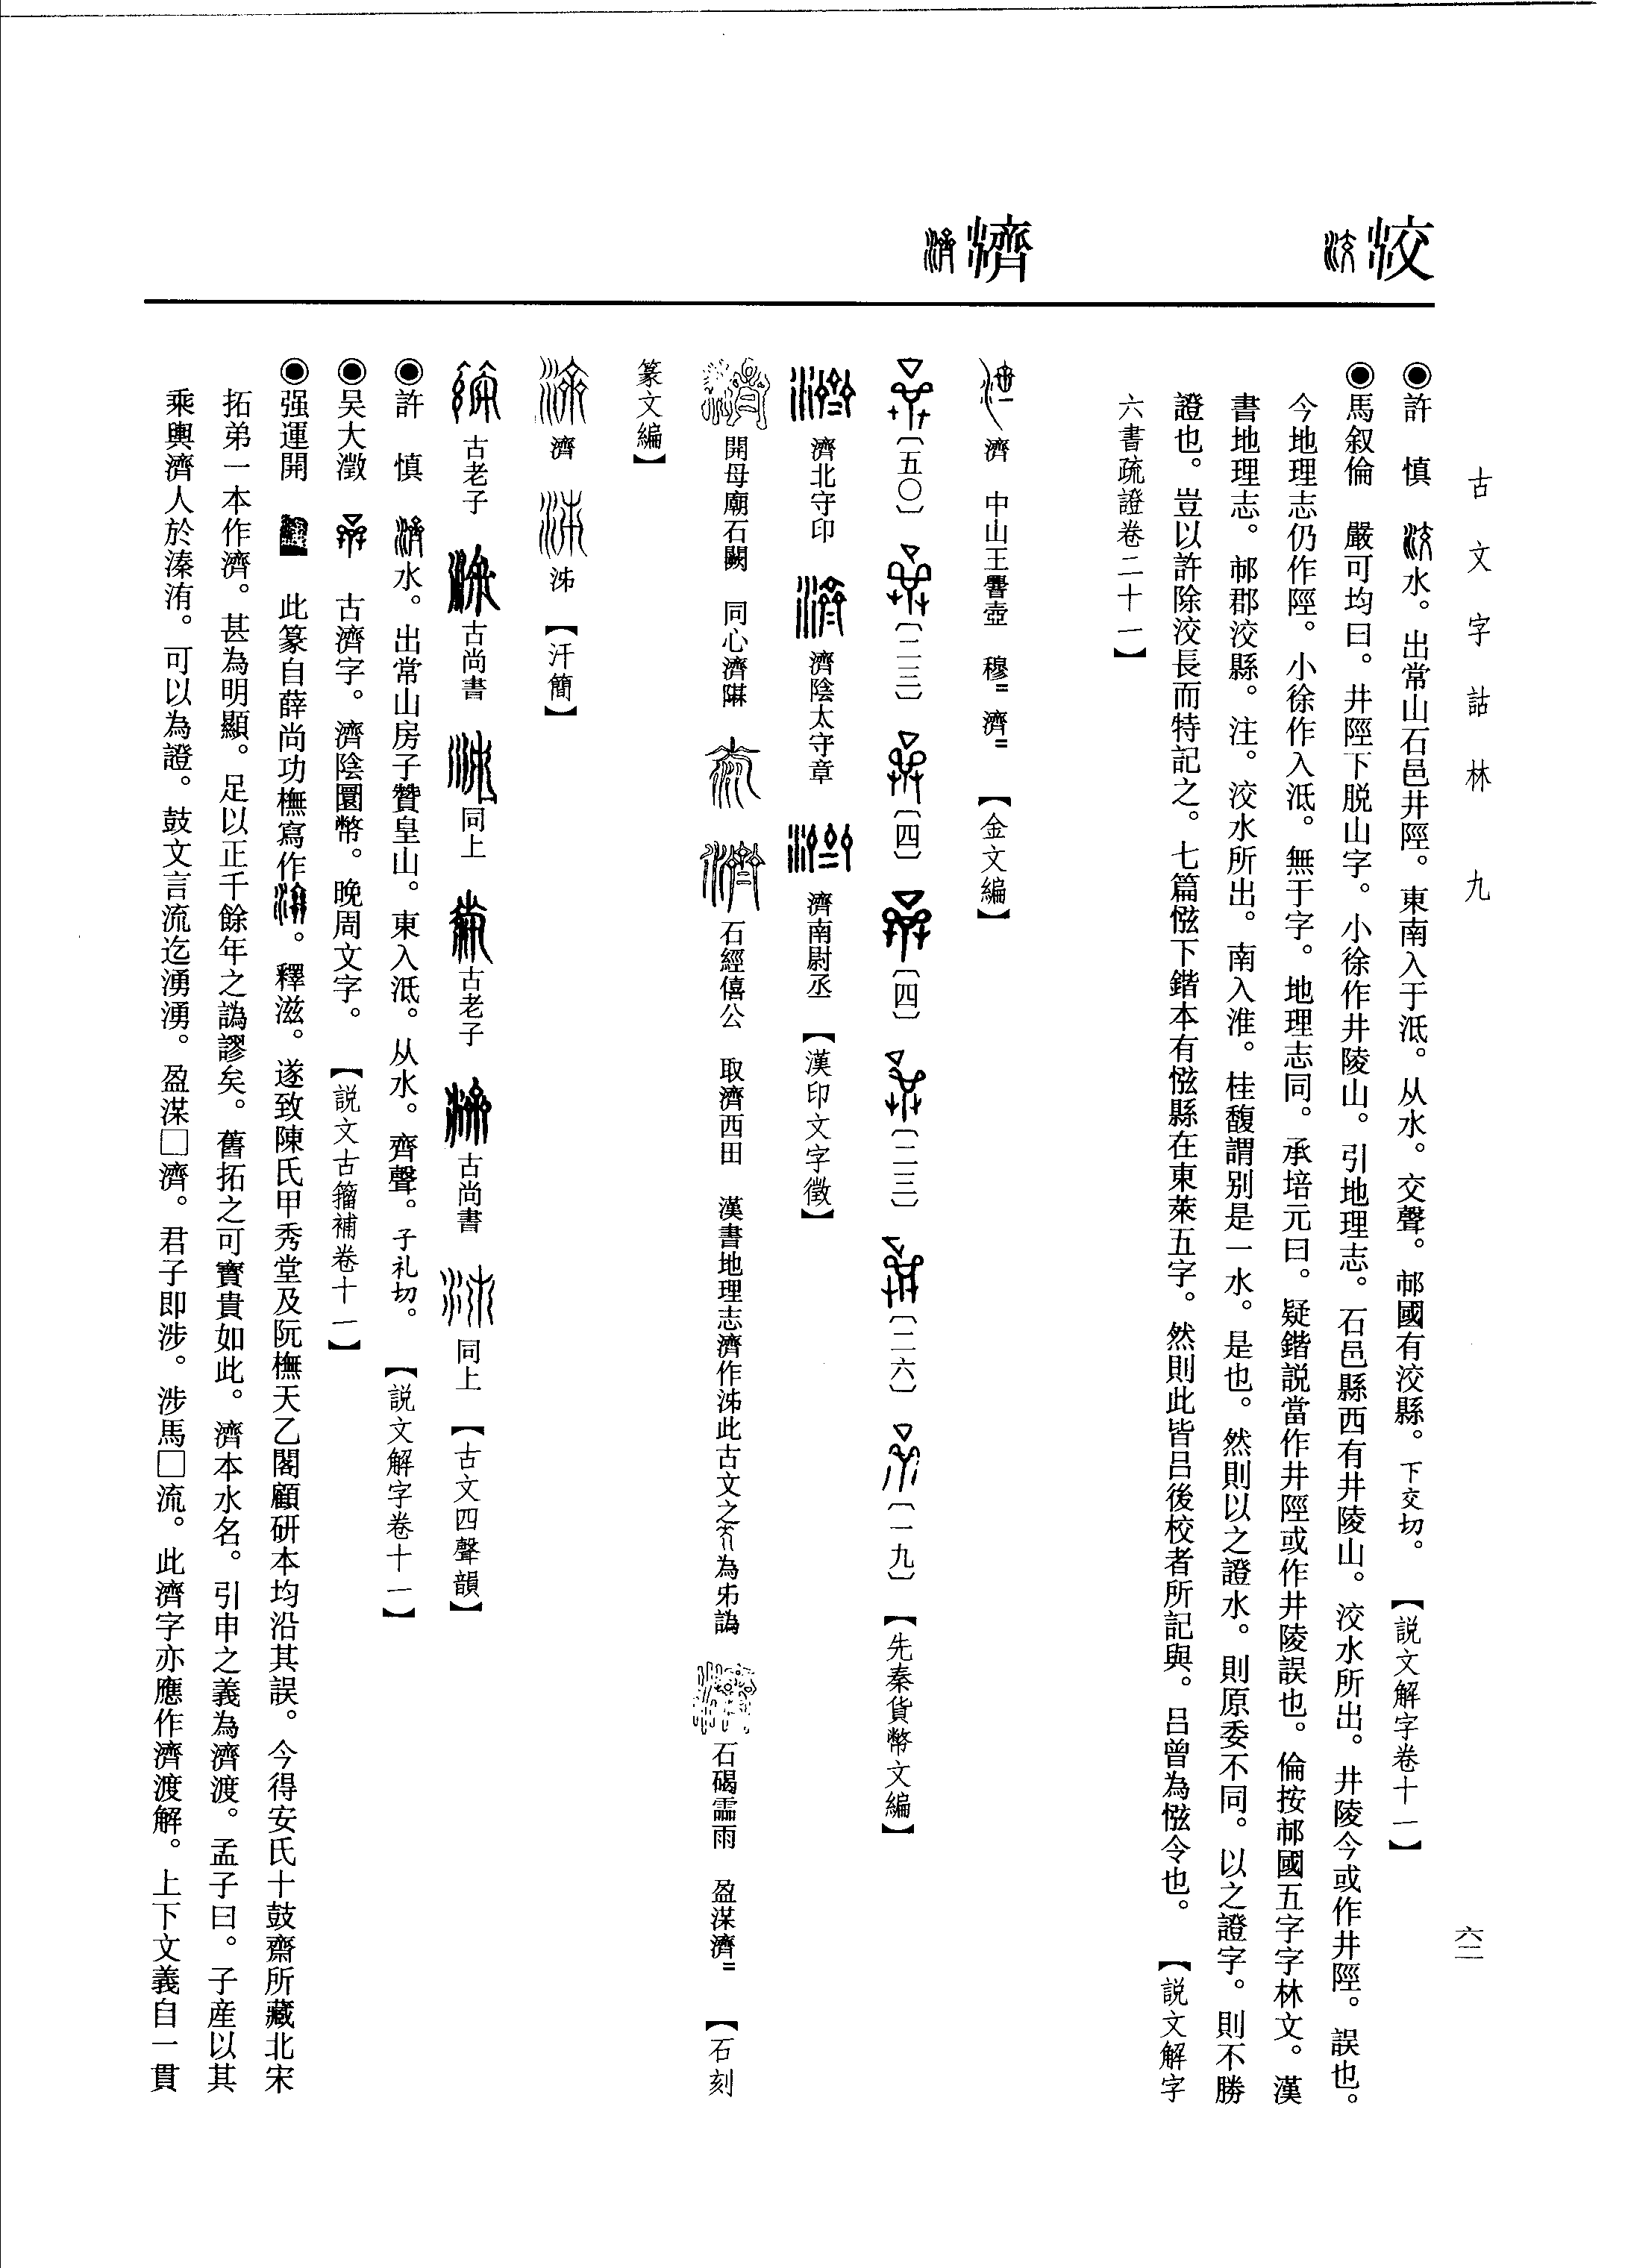 古文字詁林　九
六二
洨
濟
◉許　慎　水。出常山石邑井陘。東南入于泜。从水。交聲。邟國有洨縣。下交切。　【説文解字卷十一】
◉馬叙倫　嚴可均曰。井陘下脱山字。小徐作井陵山。引地理志。石邑縣西有井陵山。洨水所出。井陵今或作井陘。誤也。
今地理志仍作陘。小徐作入泜。無于字。地理志同。承培元曰。疑鍇説當作井陘或作井陵誤也。倫按邟國五字字林文。漢
書地理志。邟郡洨縣。注。洨水所出。南入淮。桂馥謂别是一水。是也。然則以之證水。則原委不同。以之證字。則不勝
證也。豈以許除洨長而特記之。七篇㤥下鍇本有㤥縣在東萊五字。然則此皆吕後校者所記與。吕曾為㤥令也。　【説文解字
六書疏證卷二十一】
濟　中山王䜭壺　穆＝濟＝　【金文編】
〔五〇〕　〔二三〕　〔四〕　〔四〕　〔二三〕　〔二六〕　〔一九〕　【先秦貨幣文編】
濟北守印　濟陰太守章　濟南尉丞　【漢印文字徵】
開母廟石闕　同心濟　石經僖公　取濟西田　漢書地理志濟作泲此古文之為𠂔譌　石碣霝雨　盈渫濟＝　【石刻
篆文編】
濟　泲　【汗簡】
古老子　古尚書　同上　古老子　古尚書　同上　【古文四聲韻】
◉許　慎　水。出常山房子贊皇山。東入泜。从水。齊聲。子礼切。　【説文解字卷十一】
◉吴大澂　古濟字。濟陰圜幣。晚周文字。　【説文古籀補卷十一】
◉强運開　此篆自薛尚功橅寫作。釋滋。遂致陳氏甲秀堂及阮橅天乙閣顧研本均沿其誤。今得安氏十鼓齋所藏北宋
拓弟一本作濟。甚為明顯。足以正千餘年之譌謬矣。舊拓之可寶貴如此。濟本水名。引申之義為濟渡。孟子曰。子産以其
乘輿濟人於溱洧。可以為證。鼓文言流迄湧湧。盈渫□濟。君子即涉。涉馬□流。此濟字亦應作濟渡解。上下文義自一貫